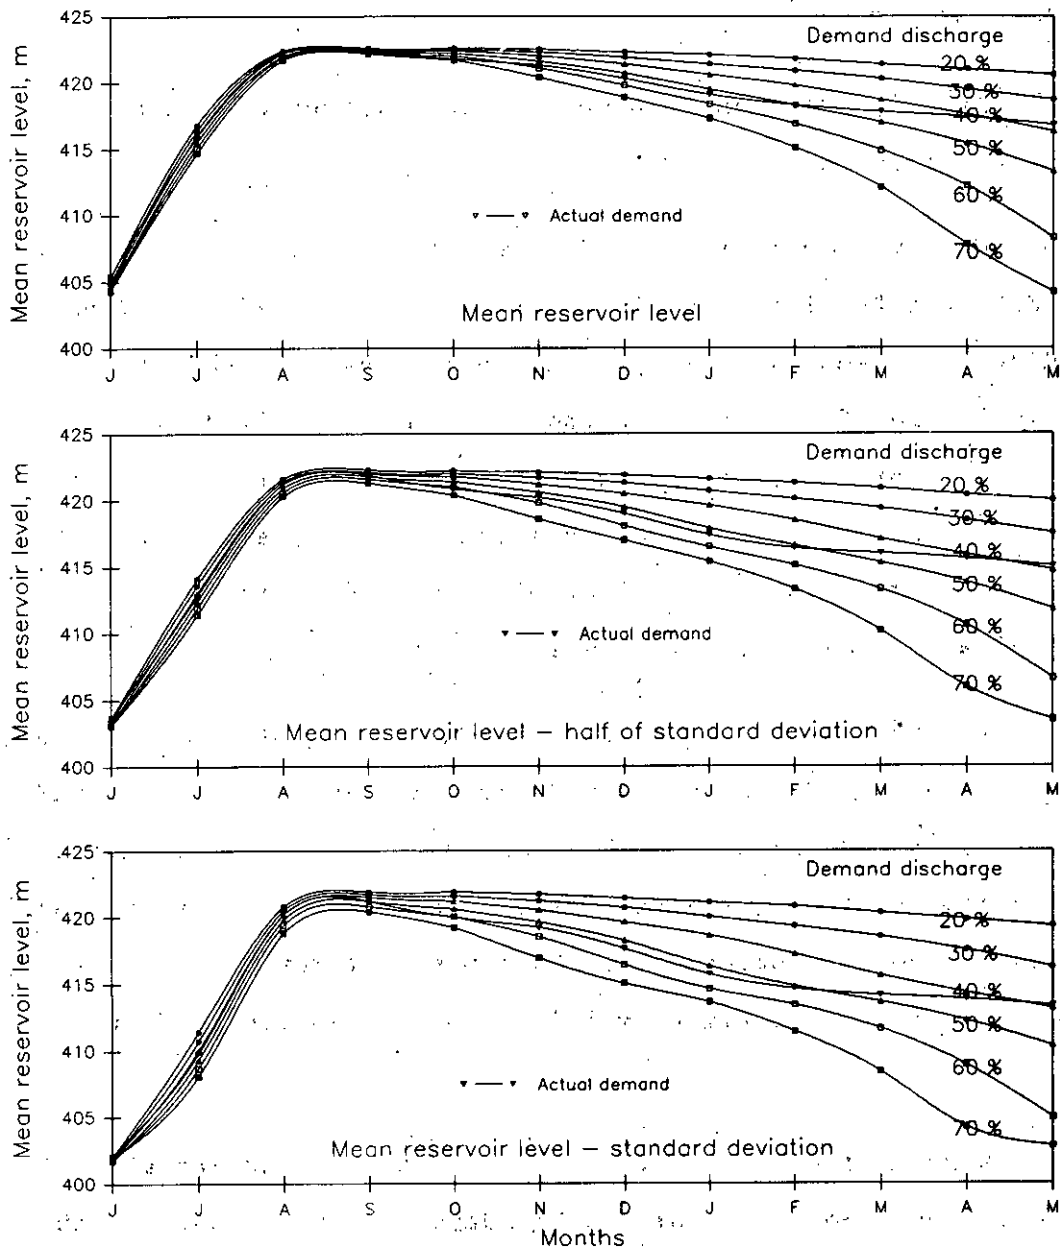 Mean reservoir level, m
425
420
415
410
405
400
Demand discharge
20 %
30 %
40 %
50 %
60 %
70 %
Actual demand
Mean reservoir level
J J A S O N D J F M A M
Mean reservoir level, m
425
420
415
410
405
400
Demand discharge
20 %
30 %
40 %
50 %
60 %
70 %
Actual demand
Mean reservoir level – half of standard deviation
J J A S O N D J F M A M
Mean reservoir level, m
425
420
415
410
405
400
Demand discharge
20 %
30 %
40 %
50 %
60 %
70 %
Actual demand
Mean reservoir level – standard deviation
J J A S O N D J F M A M
Months